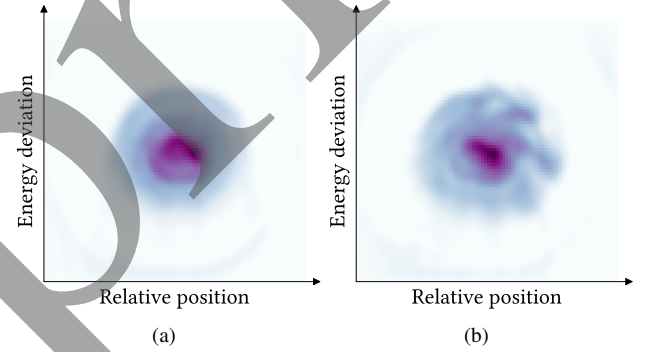 Energy deviation
Relative position
(a)
Energy deviation
Relative position
(b)